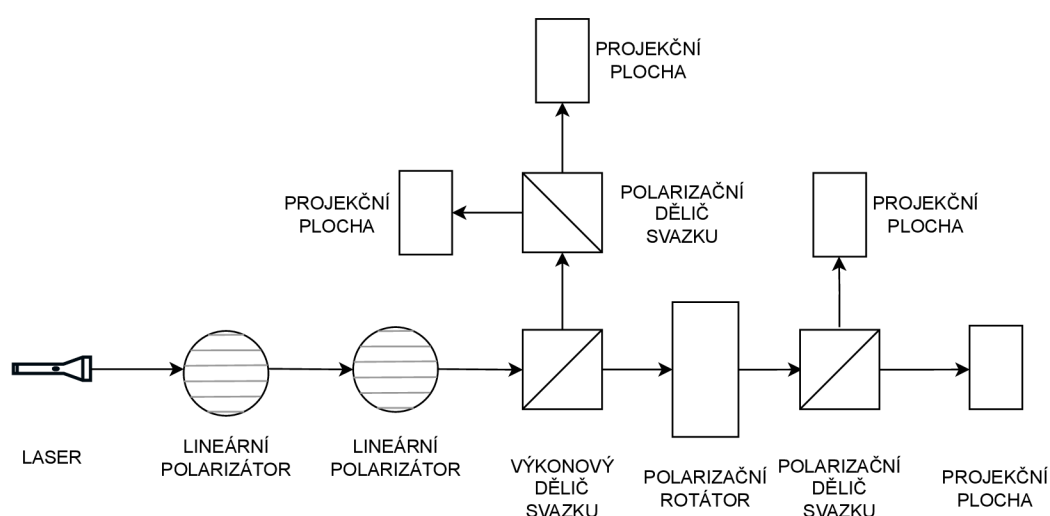 PROJEKČNÍ
PLOCHA
PROJEKČNÍ
PLOCHA
POLARIZAČNÍ
DĚLIČ
SVAZKU
PROJEKČNÍ
PLOCHA
LASER
LINEÁRNÍ
POLARIZÁTOR
LINEÁRNÍ
POLARIZÁTOR
VÝKONOVÝ
DĚLIČ
SVAZKU
POLARIZAČNÍ
ROTÁTOR
POLARIZAČNÍ
DĚLIČ
SVAZKU
PROJEKČNÍ
PLOCHA